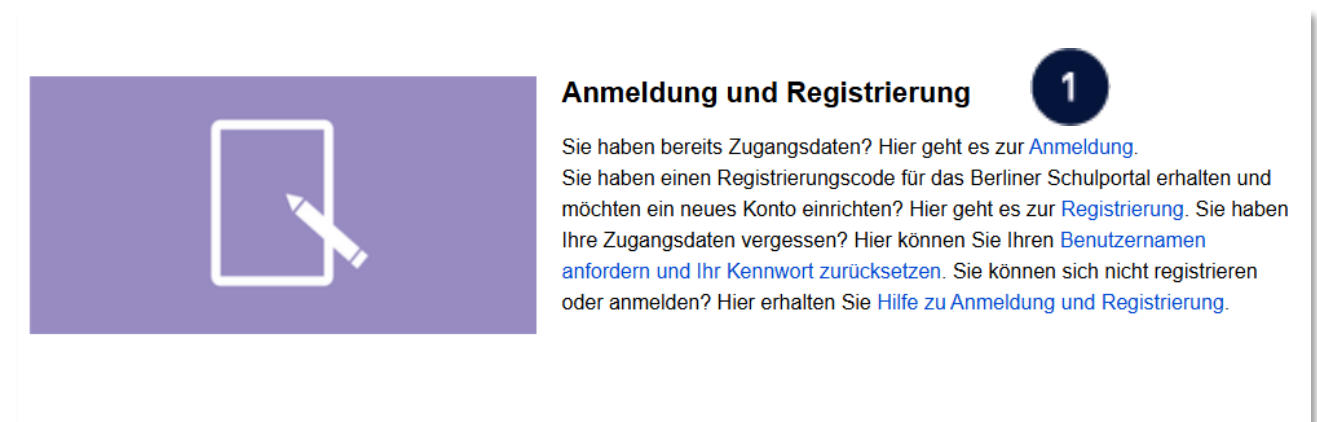 Anmeldung und Registrierung
1
Sie haben bereits Zugangsdaten? Hier geht es zur Anmeldung.
Sie haben einen Registrierungscode für das Berliner Schulportal erhalten und
möchten ein neues Konto einrichten? Hier geht es zur Registrierung. Sie haben
Ihre Zugangsdaten vergessen? Hier können Sie Ihren Benutzernamen
anfordern und Ihr Kennwort zurücksetzen. Sie können sich nicht registrieren
oder anmelden? Hier erhalten Sie Hilfe zu Anmeldung und Registrierung.